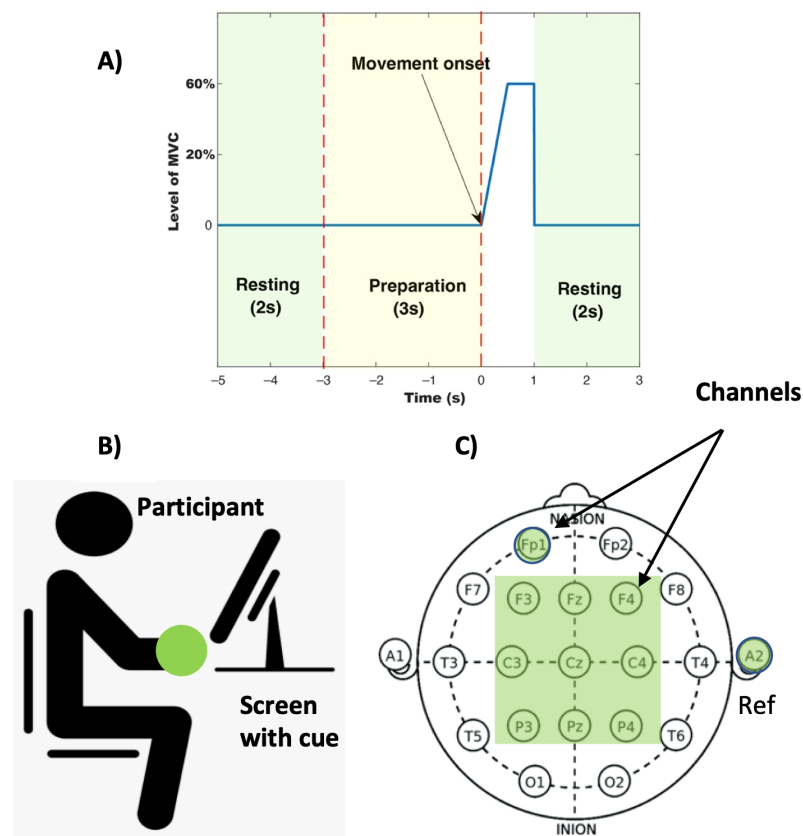 A)
Movement onset
60%
20%
0
Level of MVC
Resting
(2s)
Preparation
(3s)
Resting
(2s)
−5
−4
−3
−2
−1
0
1
2
3
Time (s)
Channels
B)
Participant
Screen
with cue
C)
NASION
Fp1
Fp2
F7
F3
Fz
F4
F8
A1
T3
C3
Cz
C4
T4
A2
Ref
T5
P3
Pz
P4
T6
O1
O2
INION